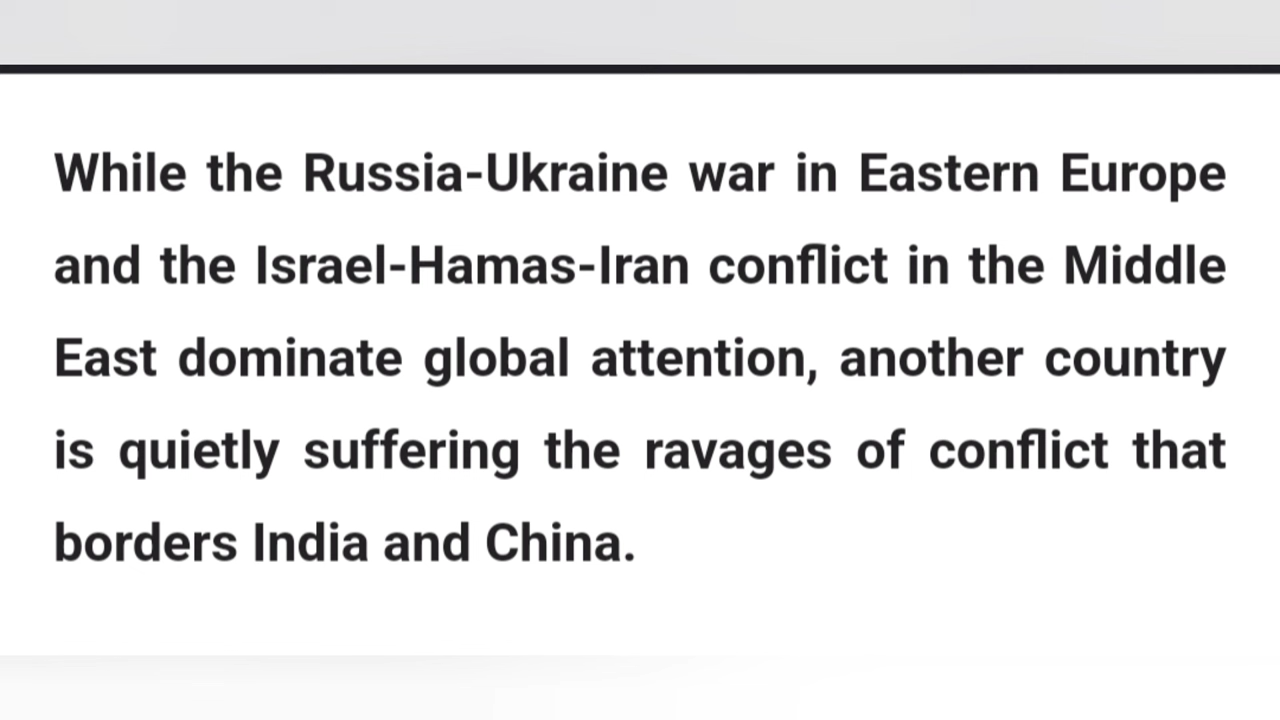 While the Russia-Ukraine war in Eastern Europe
and the Israel-Hamas-Iran conflict in the Middle
East dominate global attention, another country
is quietly suffering the ravages of conflict that
borders India and China.